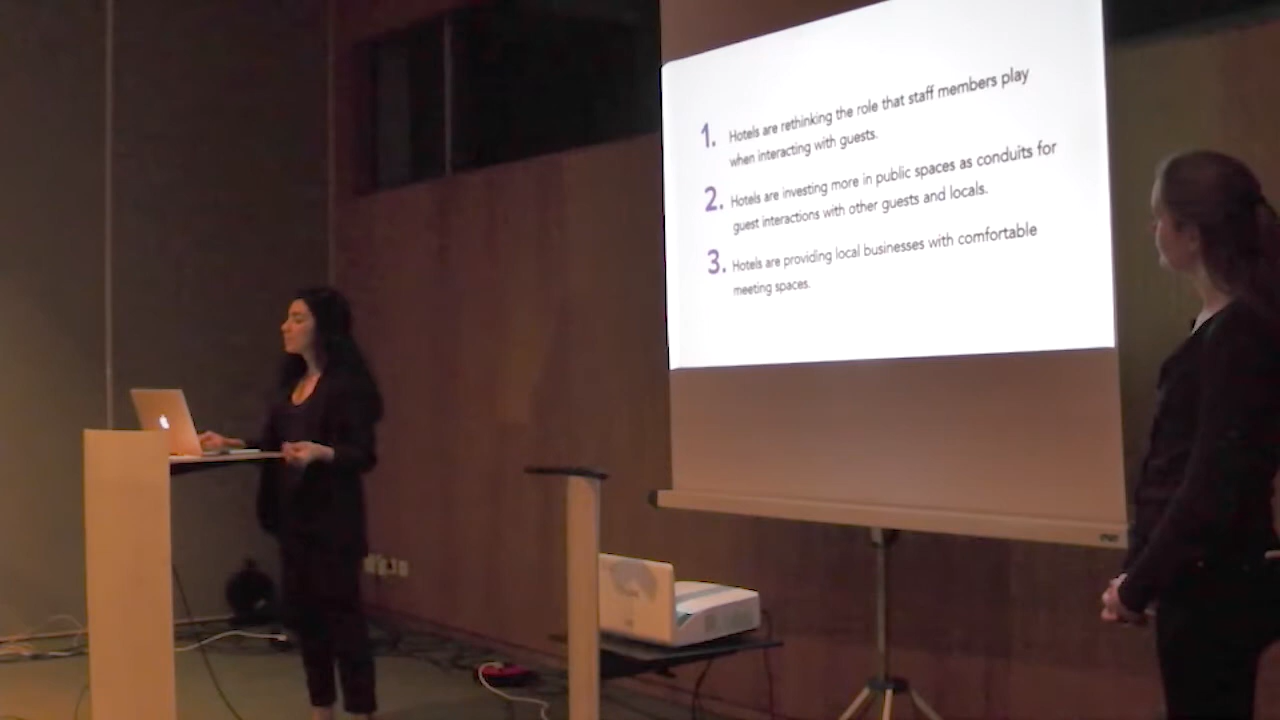 1. Hotels are rethinking the role that staff members play
when interacting with guests.
2. Hotels are investing more in public spaces as conduits for
guest interactions with other guests and locals.
3. Hotels are providing local businesses with comfortable
meeting spaces.